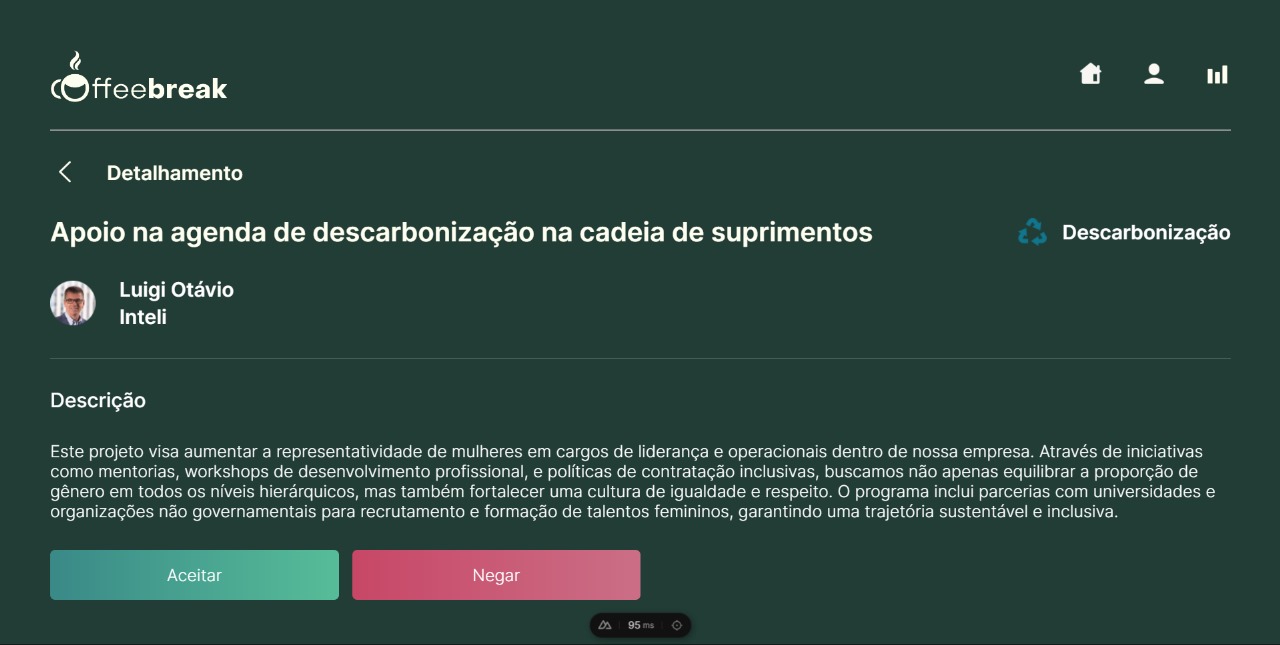 Coffeebreak
Detalhamento
Apoio na agenda de descarbonização na cadeia de suprimentos
Descarbonização
Luigi Otávio
Inteli
Descrição
Este projeto visa aumentar a representatividade de mulheres em cargos de liderança e operacionais dentro de nossa empresa. Através de iniciativas
como mentorias, workshops de desenvolvimento profissional, e políticas de contratação inclusivas, buscamos não apenas equilibrar a proporção de
gênero em todos os níveis hierárquicos, mas também fortalecer uma cultura de igualdade e respeito. O programa inclui parcerias com universidades e
organizações não governamentais para recrutamento e formação de talentos femininos, garantindo uma trajetória sustentável e inclusiva.
Aceitar
Negar
95 ms